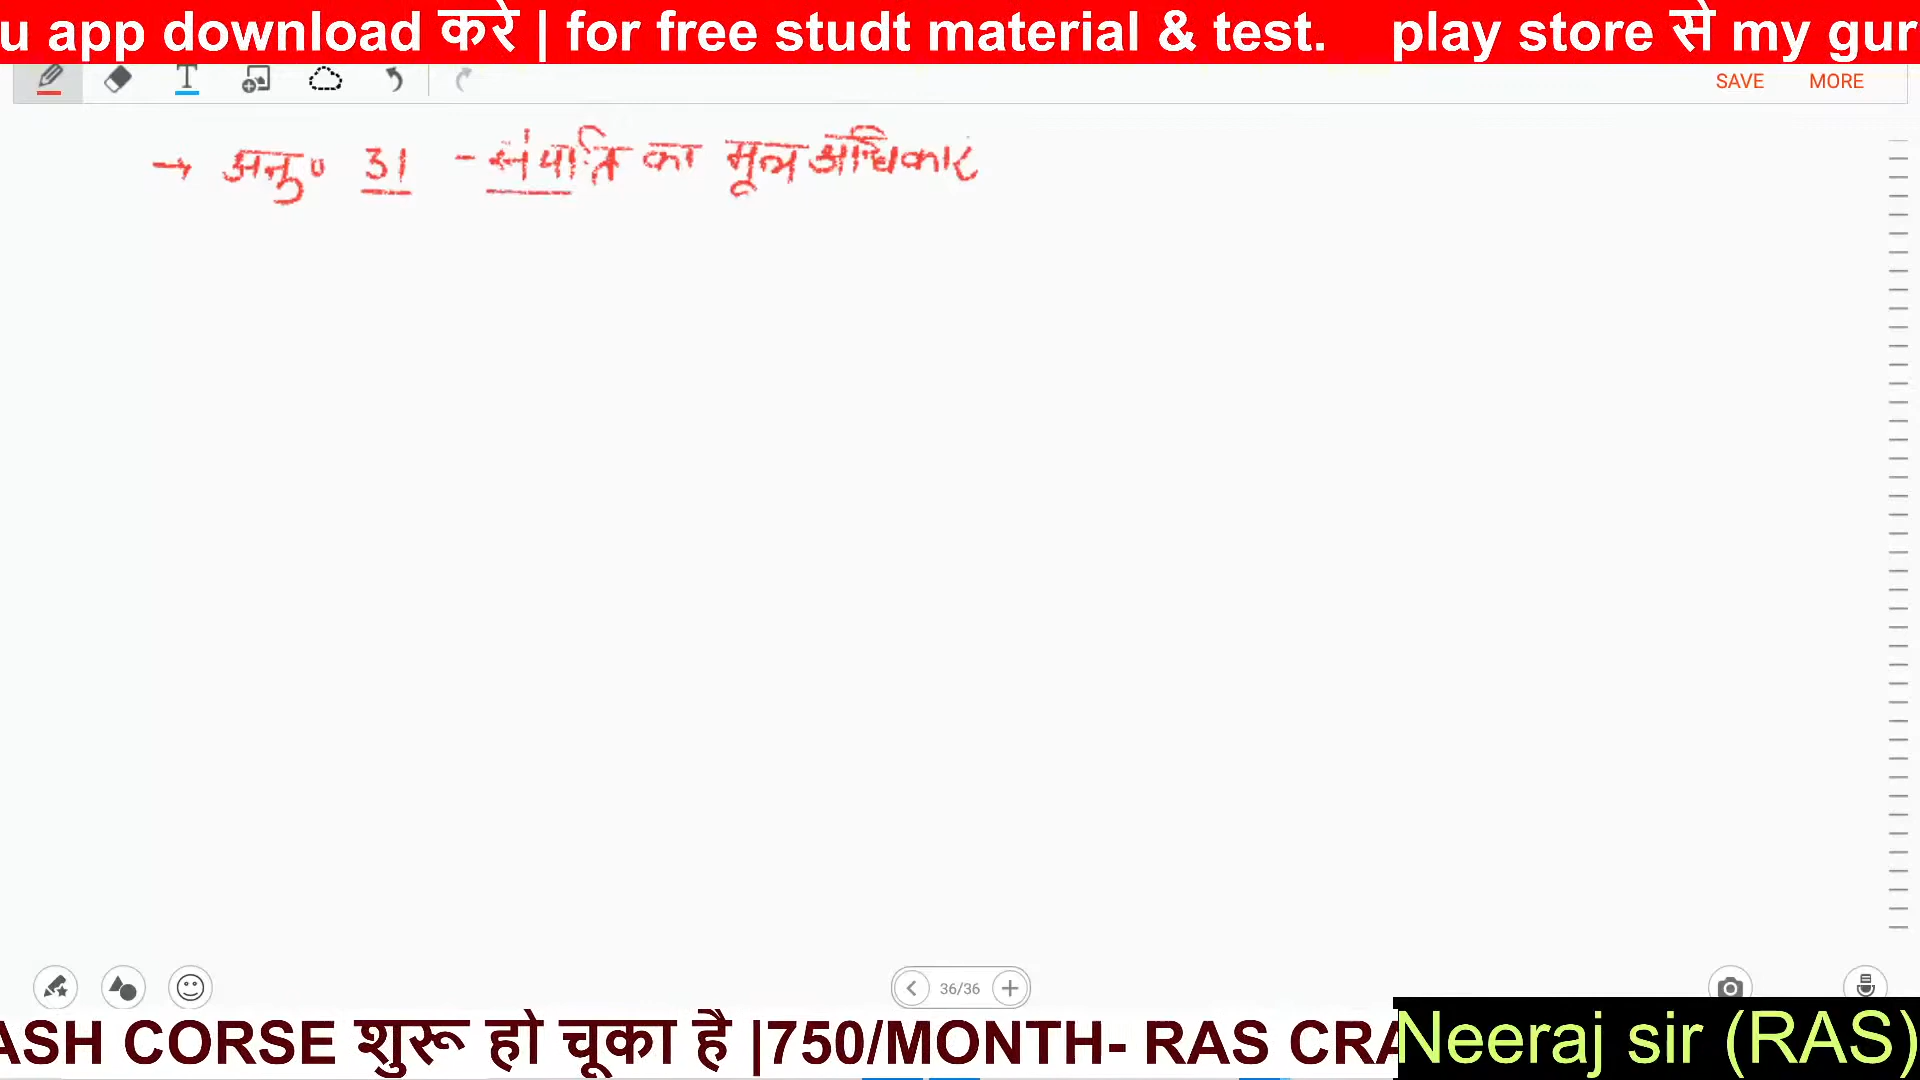 u app download करे | for free studt material & test. play store से my gur
T SAVE MORE
→ अनु० 31 - संपत्ति का मूल अधिकार
36/36
ASH CORSE शुरू हो चूका है |750/MONTH- RAS CRA
Neeraj sir (RAS)